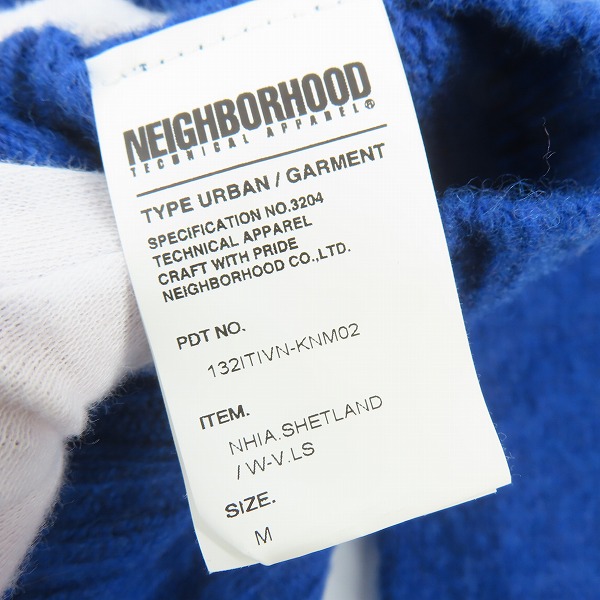 NEIGHBORHOOD
TECHNICAL APPAREL®
TYPE URBAN / GARMENT
SPECIFICATION NO.3204
TECHNICAL APPAREL
CRAFT WITH PRIDE
NEIGHBORHOOD CO.,LTD.
PDT NO.
132ITIVN-KNM02
ITEM.
NHIA.SHETLAND
/ W-V.LS
SIZE.
M